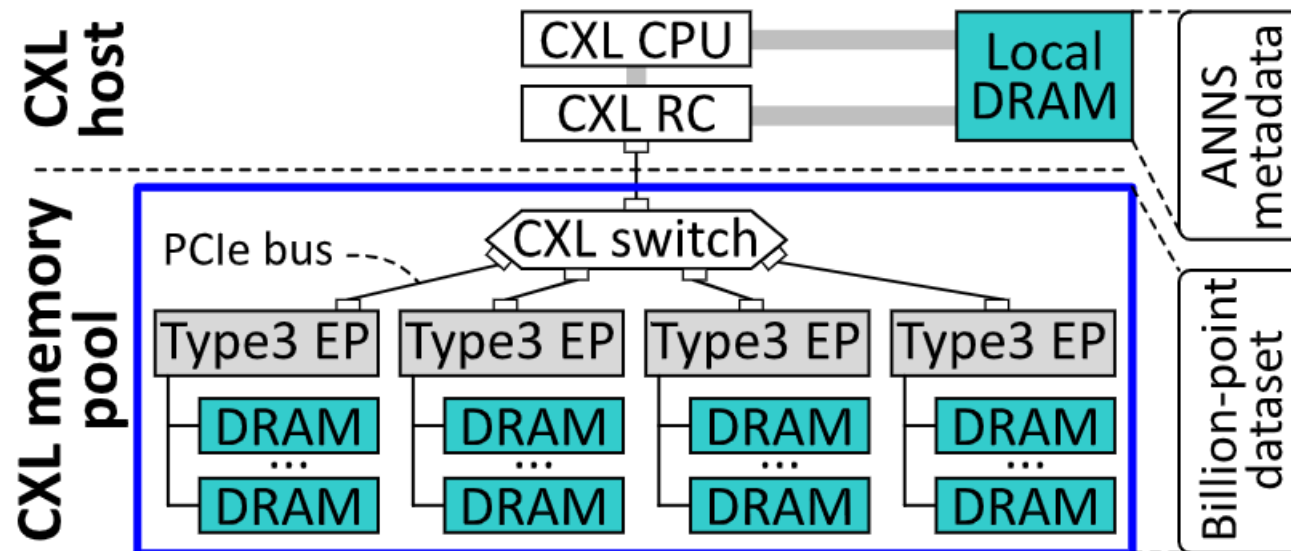 CXL
host
CXL CPU
CXL RC
Local
DRAM
ANNS
metadata
CXL memory
pool
PCIe bus
CXL switch
Type3 EP
Type3 EP
Type3 EP
Type3 EP
DRAM
DRAM
DRAM
DRAM
...
...
...
...
DRAM
DRAM
DRAM
DRAM
Billion-point
dataset